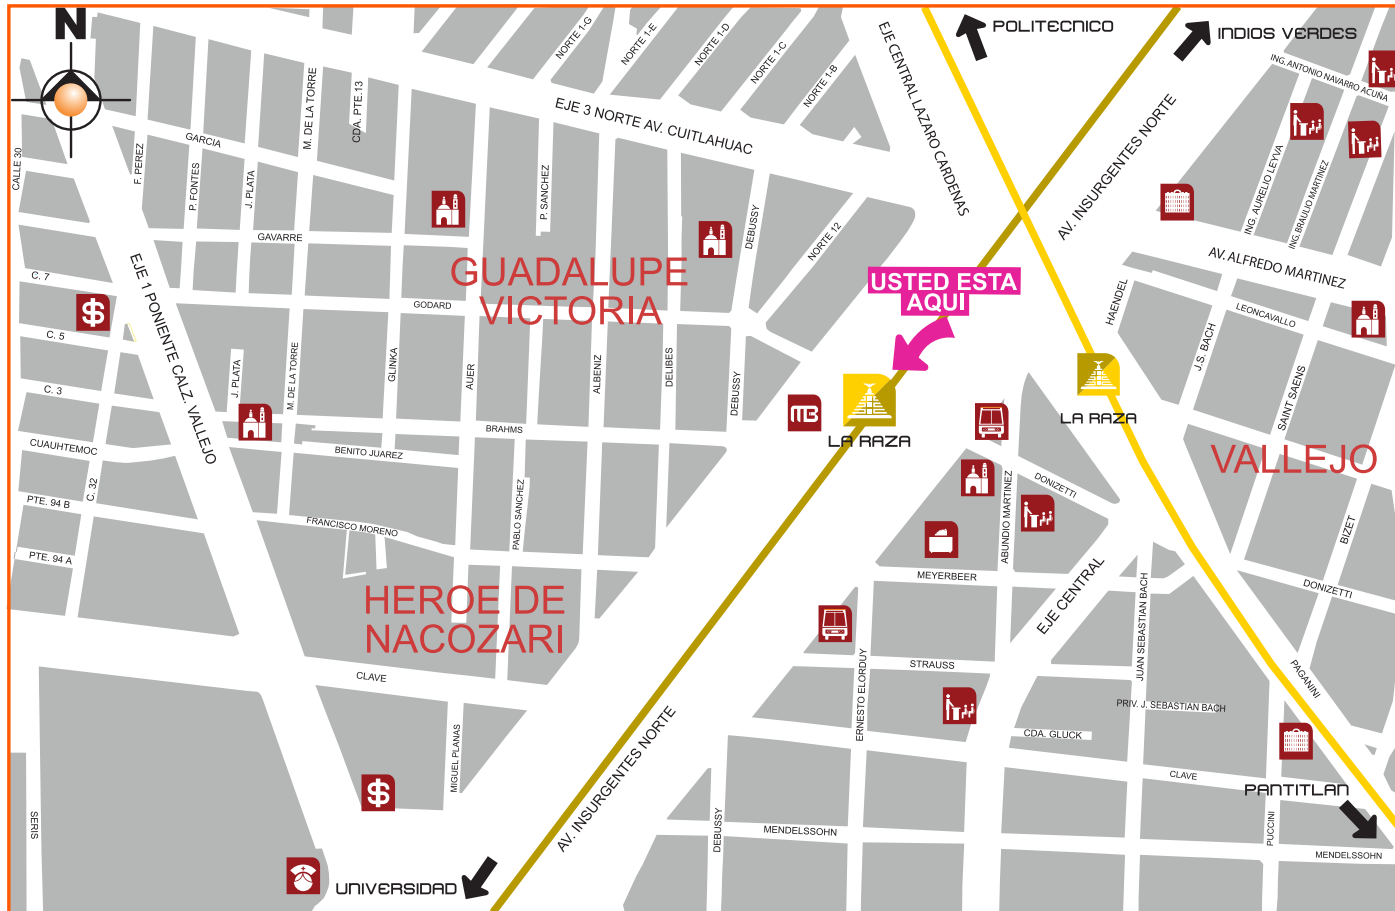 N
POLITECNICO
INDIOS VERDES
NORTE 1-G
NORTE 1-E
NORTE 1-D
NORTE 1-C
NORTE 1-B
EJE CENTRAL LAZARO CARDENAS
ING. ANTONIO NAVARRO ACUÑA
EJE 3 NORTE AV. CUITLAHUAC
AV. INSURGENTES NORTE
M. DE LA TORRE
CDA. PTE.13
GARCIA
CALLE 30
F. PEREZ
P. FONTES
J. PLATA
P. SANCHEZ
DEBUSSY
NORTE 12
ING. AURELIO LEYVA
ING. BRAULIO MARTINEZ
GAVARRE
AV. ALFREDO MARTINEZ
C. 7
EJE 1 PONIENTE CALZ. VALLEJO
GUADALUPE
VICTORIA
USTED ESTA
AQUI
HAENDEL
LEONCAVALLO
GODARD
$
C. 5
J. PLATA
M. DE LA TORRE
GLINKA
AUER
ALBENIZ
DELIBES
DEBUSSY
J.S. BACH
SAINT SAENS
C. 3
MB
LA RAZA
LA RAZA
BRAHMS
CUAUHTEMOC
BENITO JUAREZ
VALLEJO
C. 32
PABLO SANCHEZ
ABUNDIO MARTINEZ
DONIZETTI
BIZET
PTE. 94 B
FRANCISCO MORENO
PTE. 94 A
MEYERBEER
EJE CENTRAL
JUAN SEBASTIAN BACH
DONIZETTI
HEROE DE
NACOZARI
ERNESTO ELORDUY
STRAUSS
PAGANINI
CLAVE
PRIV. J. SEBASTIAN BACH
CDA. GLUCK
MIGUEL PLANAS
AV. INSURGENTES NORTE
CLAVE
$
PANTITLAN
SERIS
DEBUSSY
MENDELSSOHN
PUCCINI
MENDELSSOHN
UNIVERSIDAD